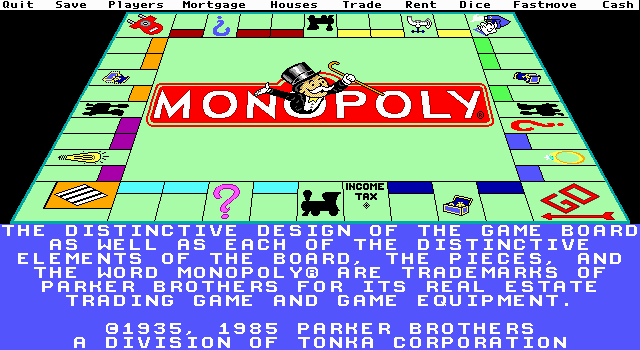 Quit Save Players Mortgage Houses Trade Rent Dice Fastmove Cash
MONOPOLY
INCOME
TAX
GO
THE DISTINCTIVE DESIGN OF THE GAME BOARD
AS WELL AS EACH OF THE DISTINCTIVE
ELEMENTS OF THE BOARD, THE PIECES, AND
THE WORD MONOPOLY® ARE TRADEMARKS OF
PARKER BROTHERS FOR ITS REAL ESTATE
TRADING GAME AND GAME EQUIPMENT.
©1935, 1985 PARKER BROTHERS
A DIVISION OF TONKA CORPORATION